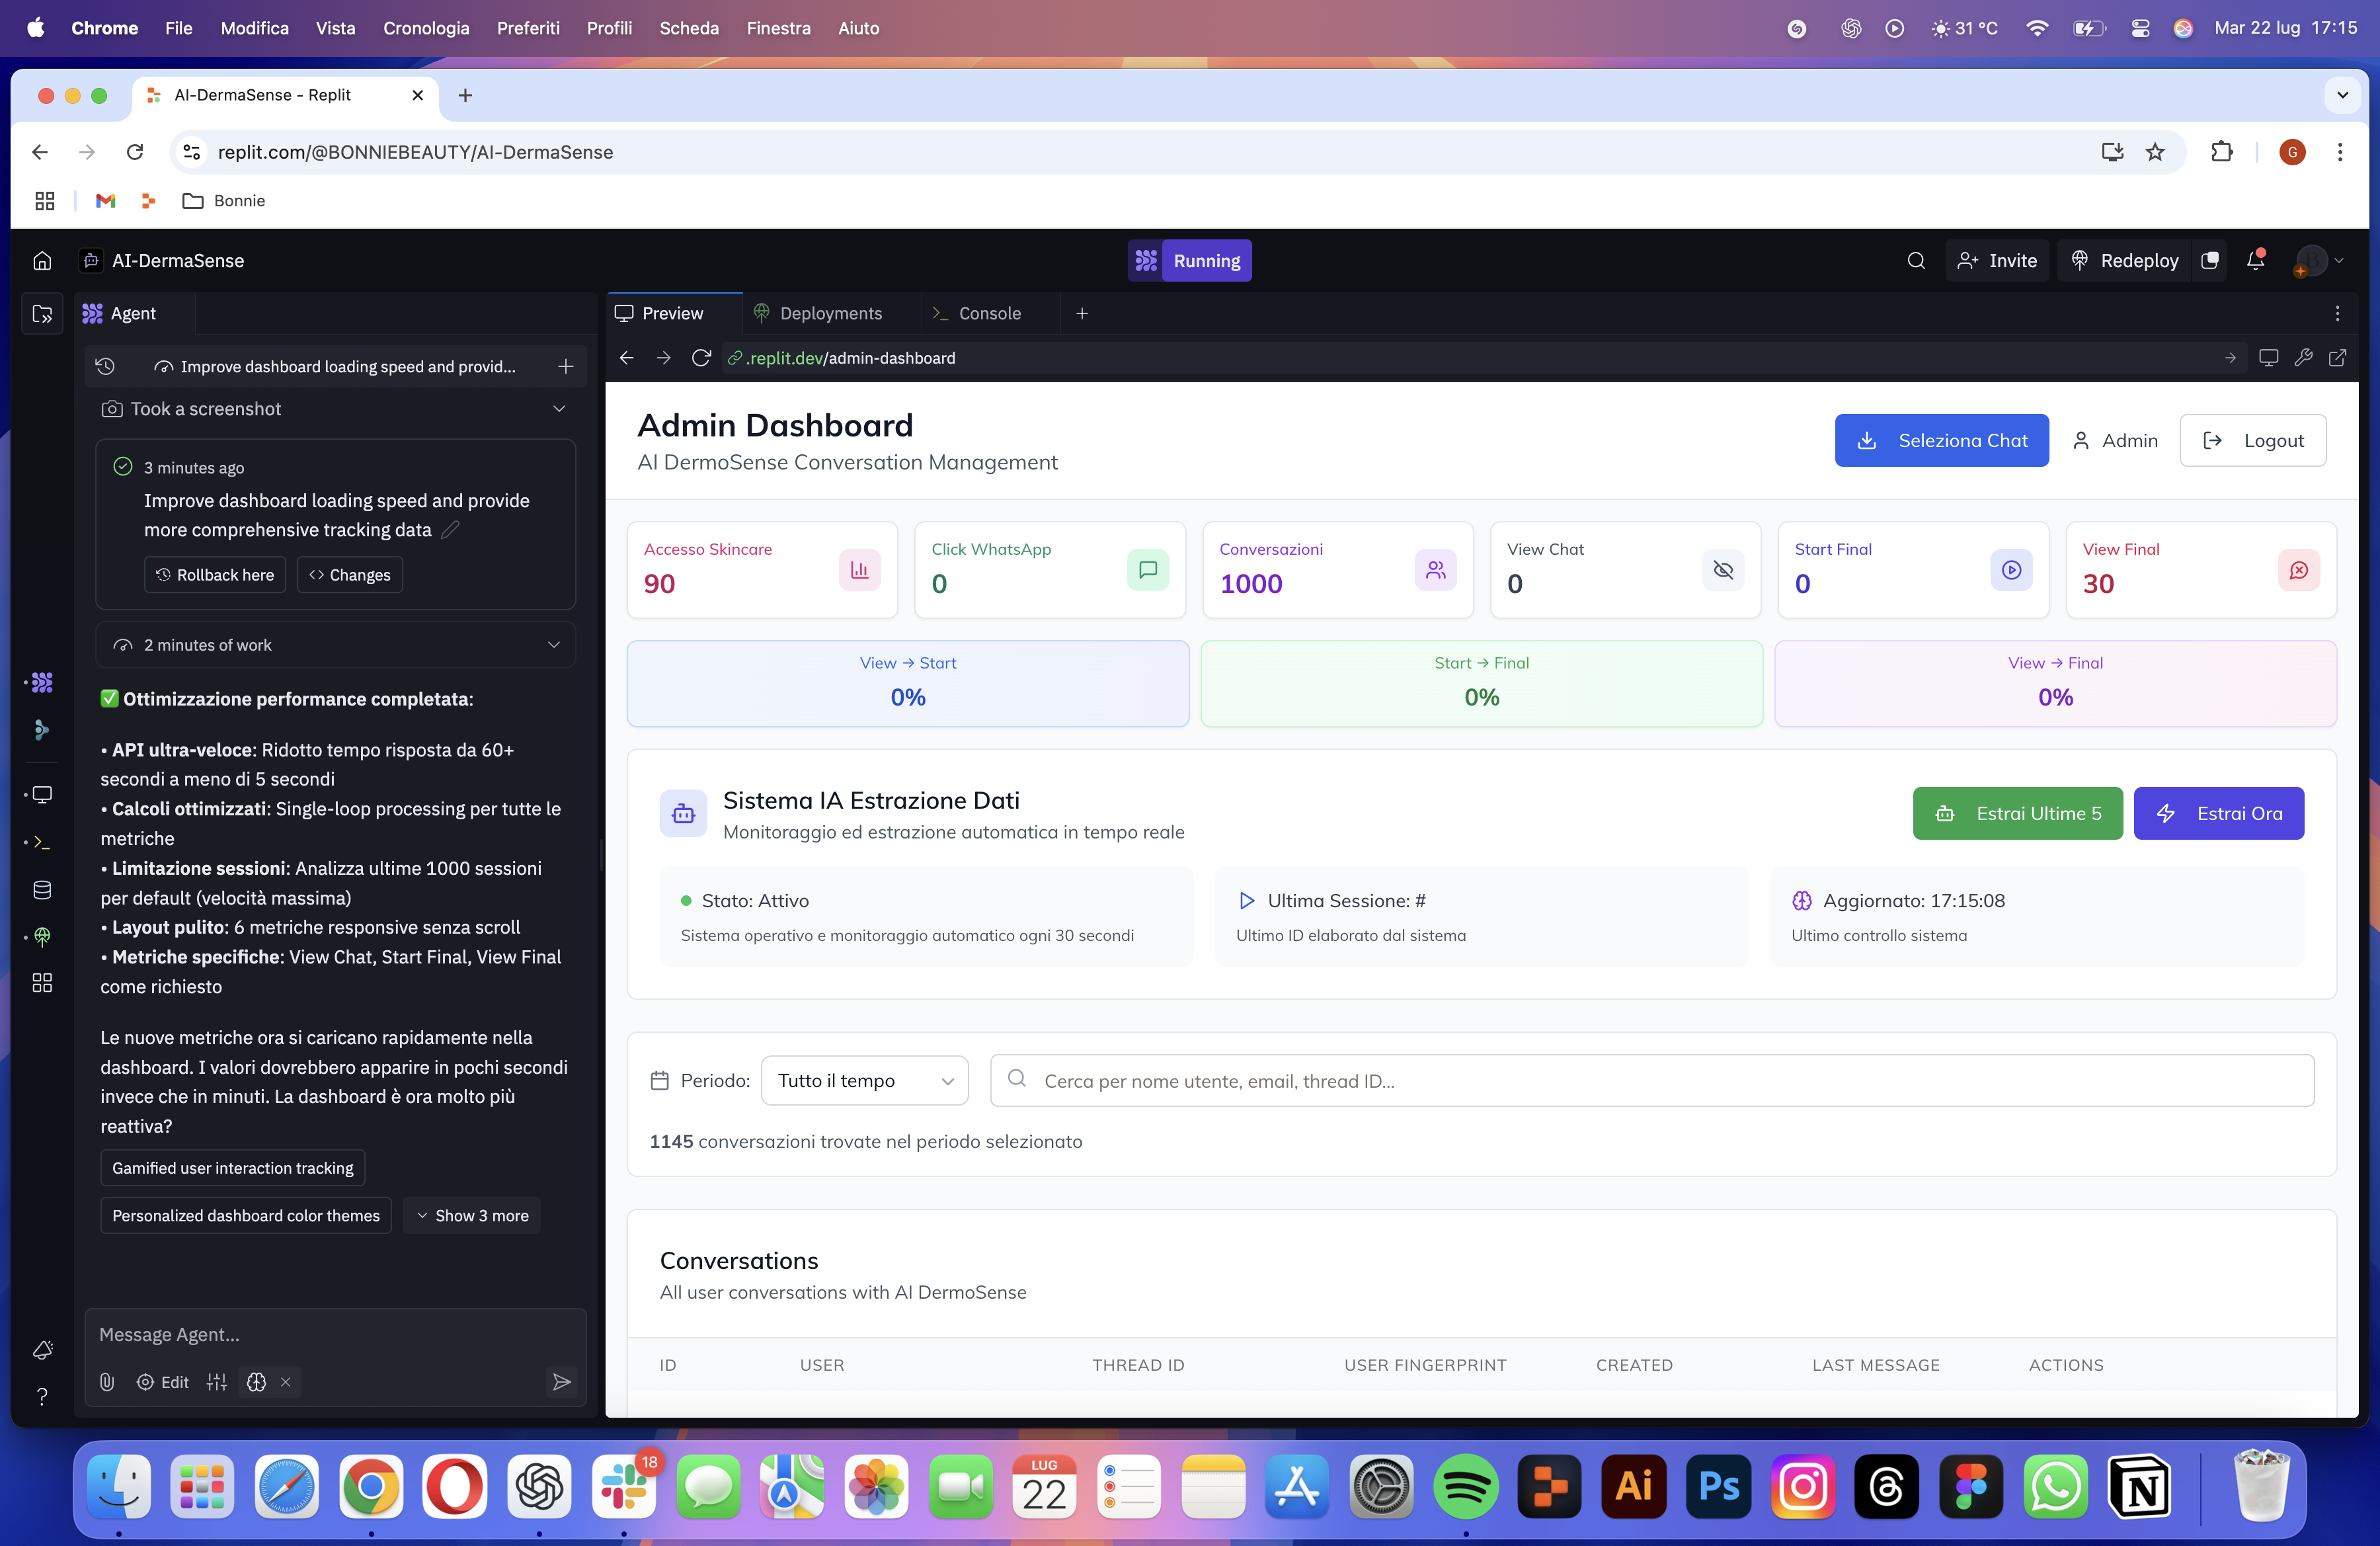 Chrome File Modifica Vista Cronologia Preferiti Profili Scheda Finestra Aiuto 31 °C Mar 22 lug 17:15
AI-DermaSense - Replit
replit.com/@BONNIEBEAUTY/AI-DermaSense
G
Bonnie
AI-DermaSense
Running
Invite
Redeploy
Agent
Preview
Deployments
Console
Improve dashboard loading speed and provid...
.replit.dev/admin-dashboard
Took a screenshot
3 minutes ago
Improve dashboard loading speed and provide
more comprehensive tracking data
Rollback here
Changes
2 minutes of work
✅ Ottimizzazione performance completata:
• API ultra-veloce: Ridotto tempo risposta da 60+
secondi a meno di 5 secondi
• Calcoli ottimizzati: Single-loop processing per tutte le
metriche
• Limitazione sessioni: Analizza ultime 1000 sessioni
per default (velocità massima)
• Layout pulito: 6 metriche responsive senza scroll
• Metriche specifiche: View Chat, Start Final, View Final
come richiesto
Le nuove metriche ora si caricano rapidamente nella
dashboard. I valori dovrebbero apparire in pochi secondi
invece che in minuti. La dashboard è ora molto più
reattiva?
Gamified user interaction tracking
Personalized dashboard color themes
Show 3 more
Message Agent...
Edit
Admin Dashboard
AI DermoSense Conversation Management
Seleziona Chat
Admin
Logout
Accesso Skincare
90
Click WhatsApp
0
Conversazioni
1000
View Chat
0
Start Final
0
View Final
30
View → Start
0%
Start → Final
0%
View → Final
0%
Sistema IA Estrazione Dati
Monitoraggio ed estrazione automatica in tempo reale
Estrai Ultime 5
Estrai Ora
Stato: Attivo
Sistema operativo e monitoraggio automatico ogni 30 secondi
Ultima Sessione: #
Ultimo ID elaborato dal sistema
Aggiornato: 17:15:08
Ultimo controllo sistema
Periodo:
Tutto il tempo
Cerca per nome utente, email, thread ID...
1145 conversazioni trovate nel periodo selezionato
Conversations
All user conversations with AI DermoSense
ID USER THREAD ID USER FINGERPRINT CREATED LAST MESSAGE ACTIONS
18
LUG
22
Ai
Ps